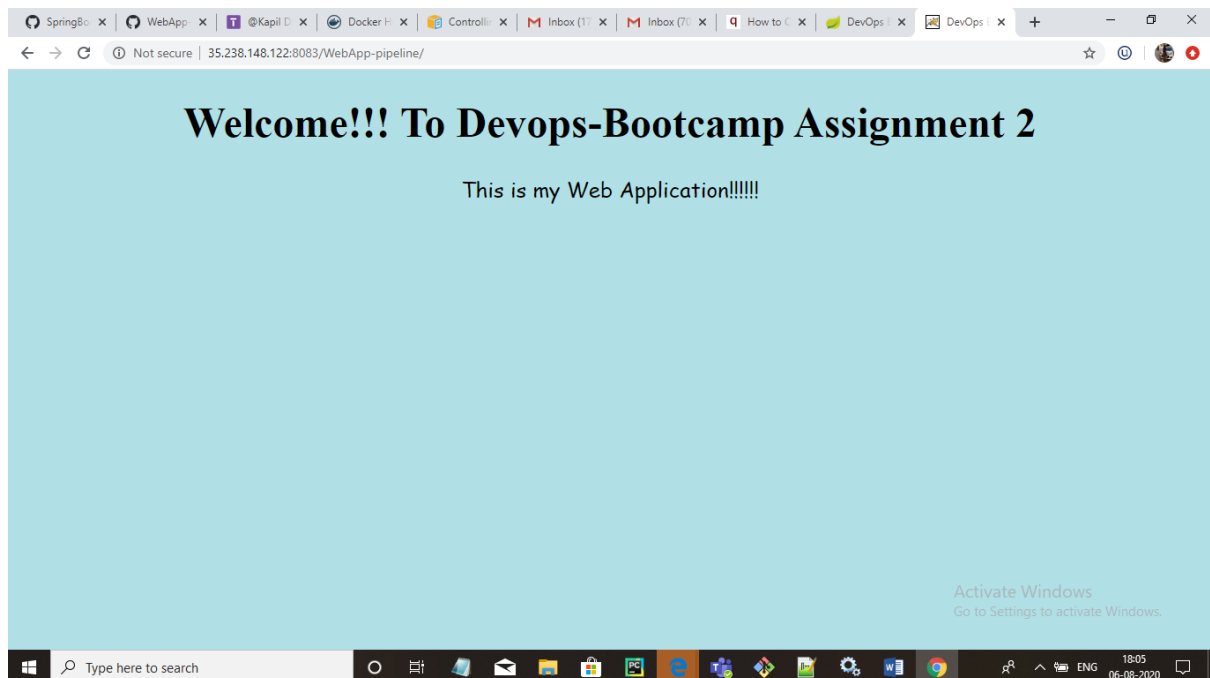 SpringBo WebApp- @Kapil D Docker H Controlli Inbox (17 Inbox (70 How to C DevOps DevOps
Not secure | 35.238.148.122:8083/WebApp-pipeline/
Welcome!!! To Devops-Bootcamp Assignment 2
This is my Web Application!!!!!!
Activate Windows
Go to Settings to activate Windows.
Type here to search
ENG
18:05
06-08-2020